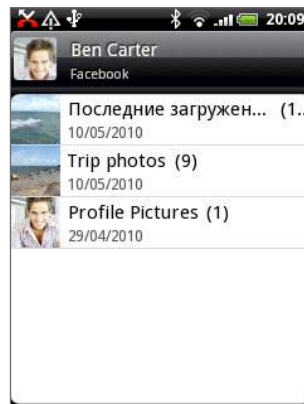 20:09
Ben Carter
Facebook
Последние загружен... (1..
10/05/2010
Trip photos (9)
10/05/2010
Profile Pictures (1)
29/04/2010